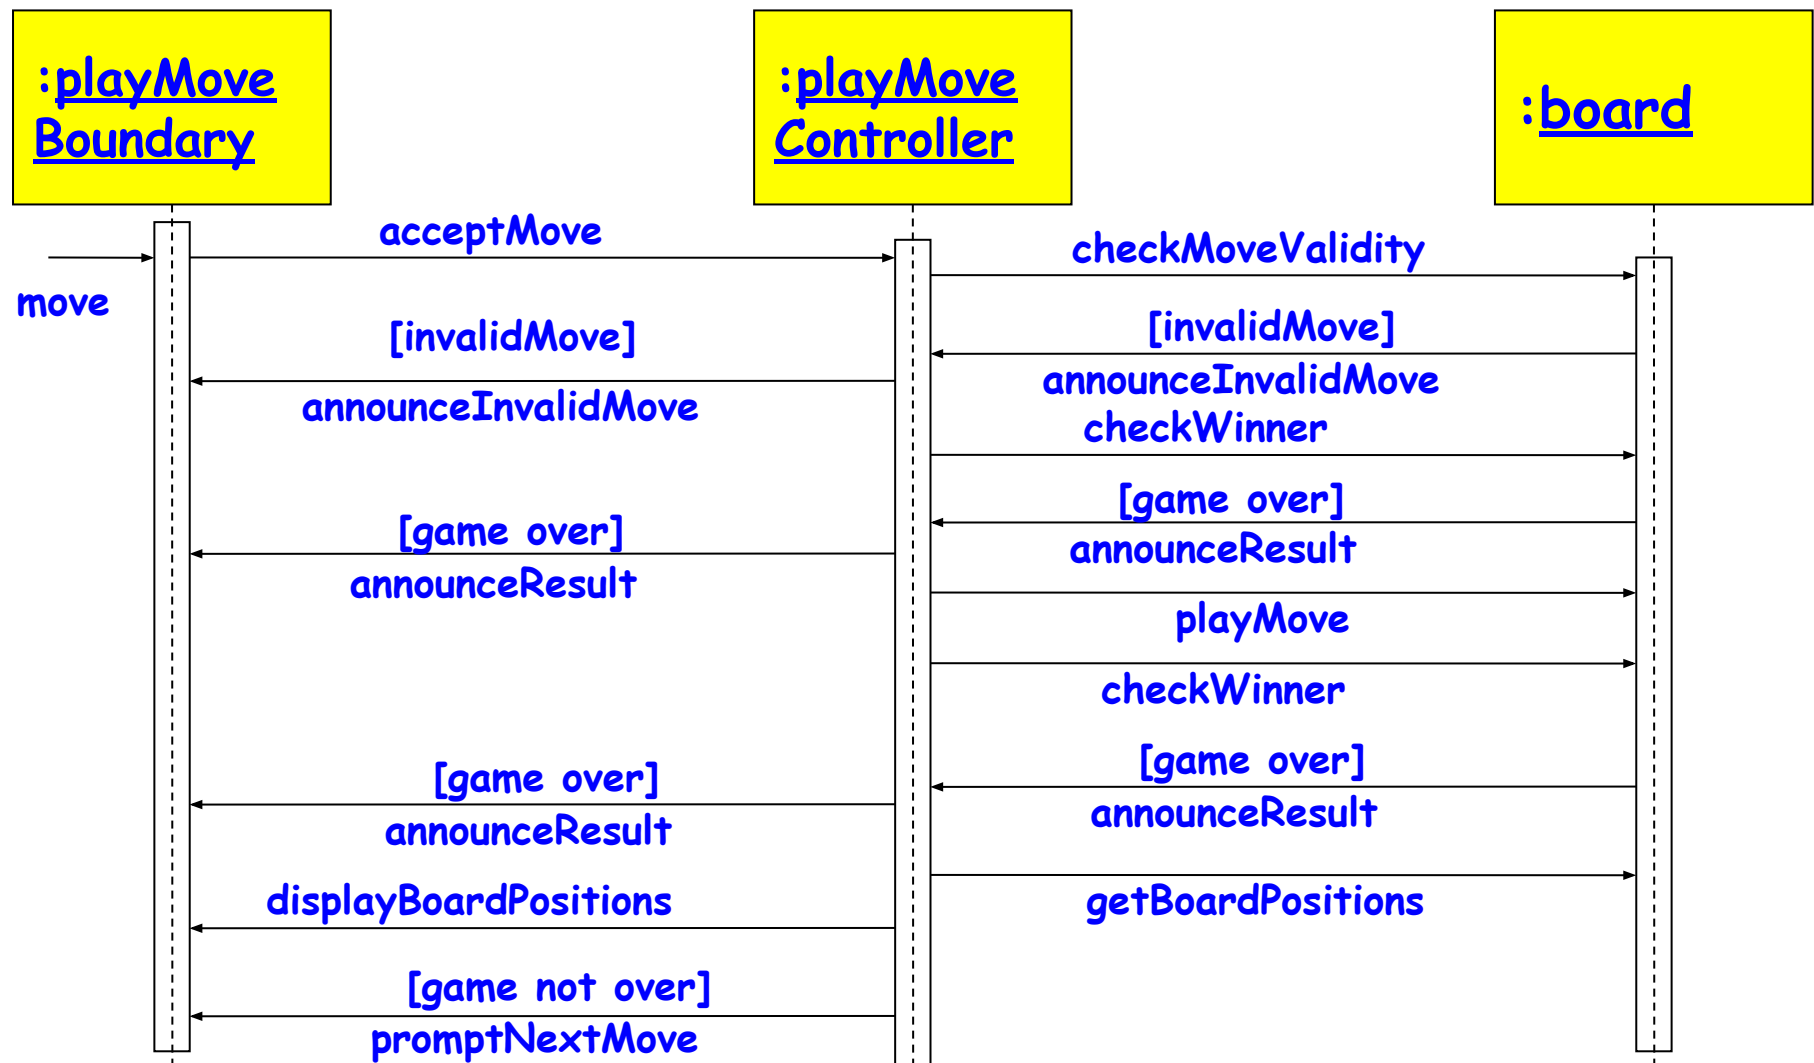 :playMove
Boundary
:playMove
Controller
:board
acceptMove
checkMoveValidity
move
[invalidMove]
[invalidMove]
announceInvalidMove
announceInvalidMove
checkWinner
[game over]
[game over]
announceResult
announceResult
playMove
checkWinner
[game over]
[game over]
announceResult
announceResult
displayBoardPositions
getBoardPositions
[game not over]
promptNextMove